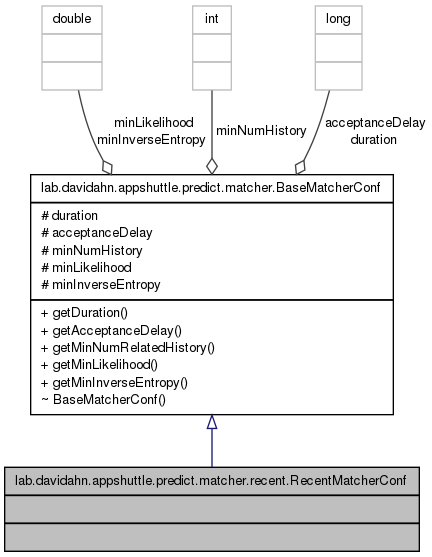 double
int
long
minLikelihood
minInverseEntropy
minNumHistory
acceptanceDelay
duration
lab.davidahn.appshuttle.predict.matcher.BaseMatcherConf
# duration
# acceptanceDelay
# minNumHistory
# minLikelihood
# minInverseEntropy
+ getDuration()
+ getAcceptanceDelay()
+ getMinNumRelatedHistory()
+ getMinLikelihood()
+ getMinInverseEntropy()
~ BaseMatcherConf()
lab.davidahn.appshuttle.predict.matcher.recent.RecentMatcherConf